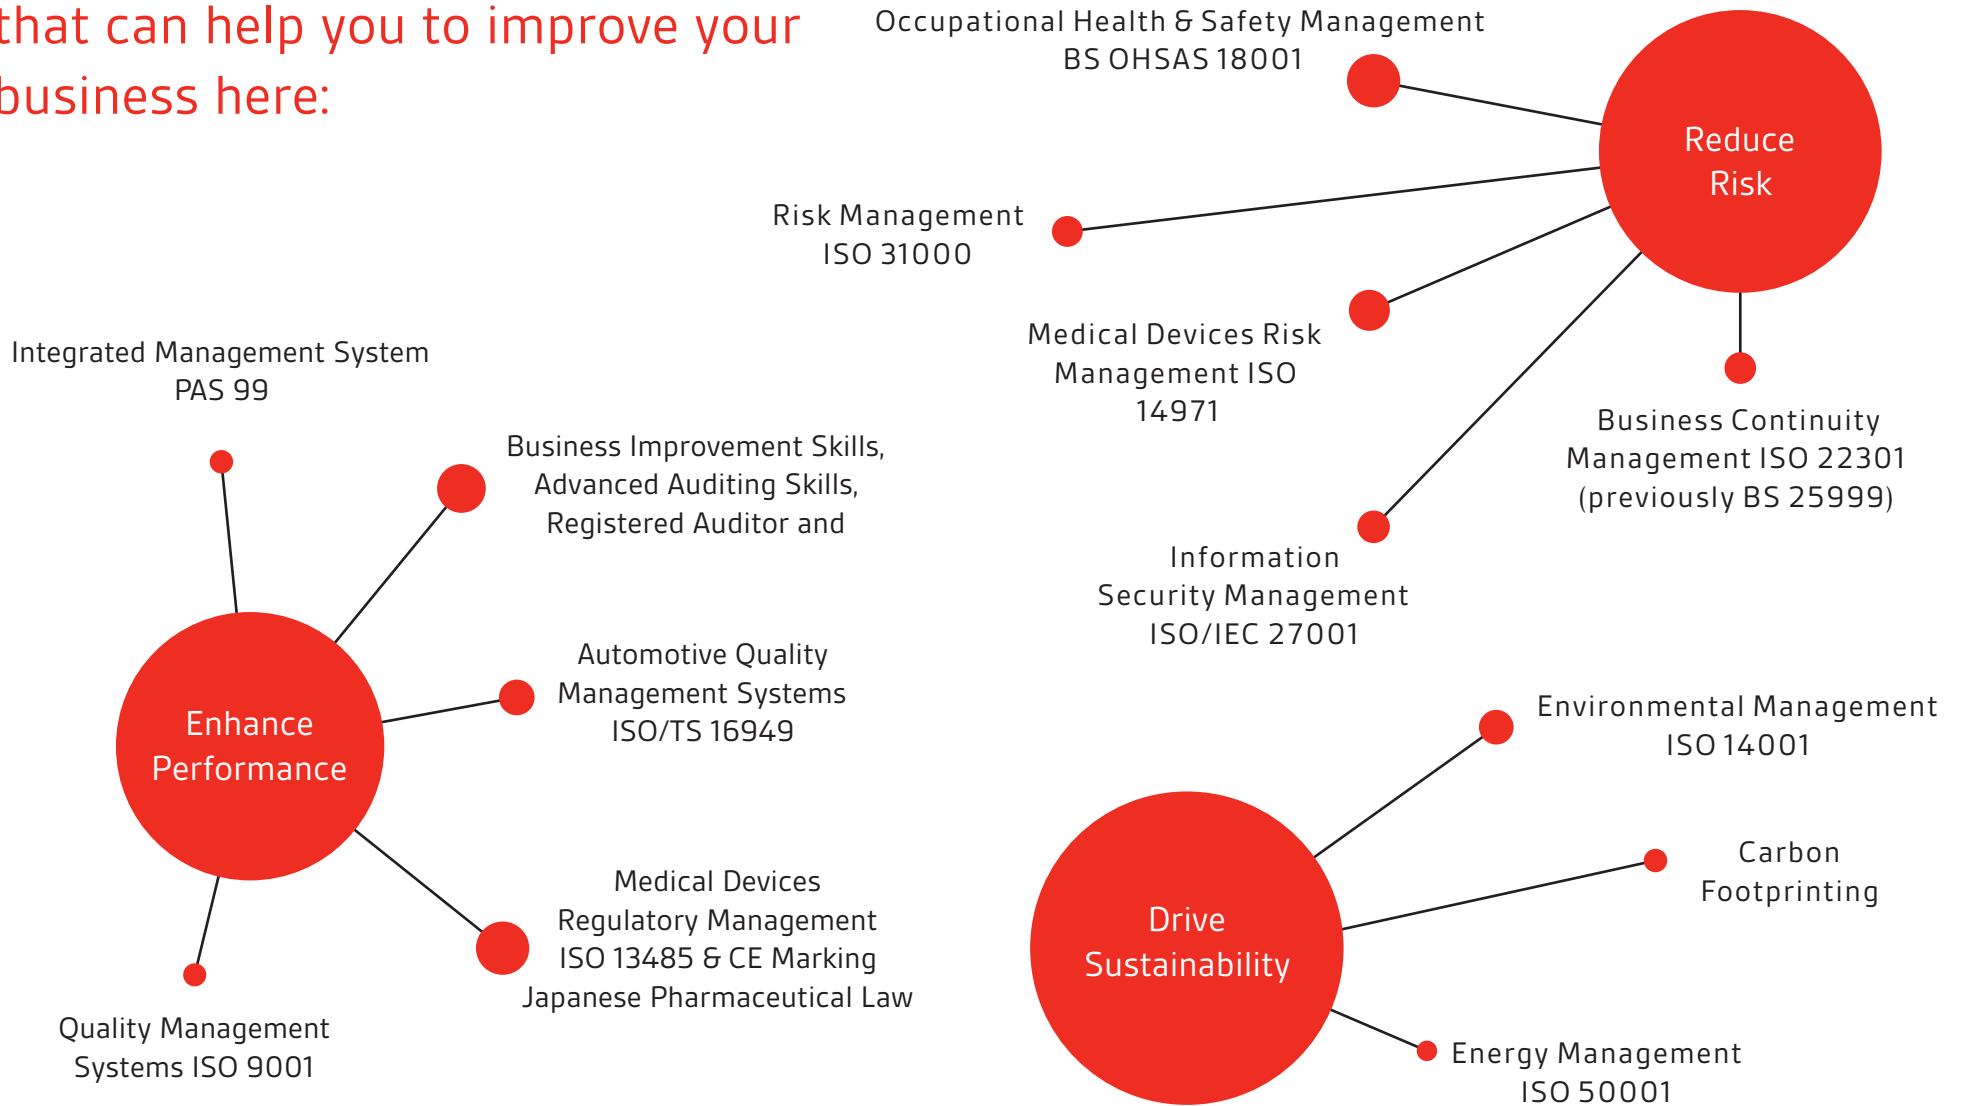 that can help you to improve your
business here:
Occupational Health & Safety Management
BS OHSAS 18001
Reduce
Risk
Risk Management
ISO 31000
Medical Devices Risk
Management ISO
14971
Business Continuity
Management ISO 22301
(previously BS 25999)
Information
Security Management
ISO/IEC 27001
Integrated Management System
PAS 99
Business Improvement Skills,
Advanced Auditing Skills,
Registered Auditor and
Automotive Quality
Management Systems
ISO/TS 16949
Enhance
Performance
Medical Devices
Regulatory Management
ISO 13485 & CE Marking
Japanese Pharmaceutical Law
Quality Management
Systems ISO 9001
Environmental Management
ISO 14001
Carbon
Footprinting
Drive
Sustainability
Energy Management
ISO 50001